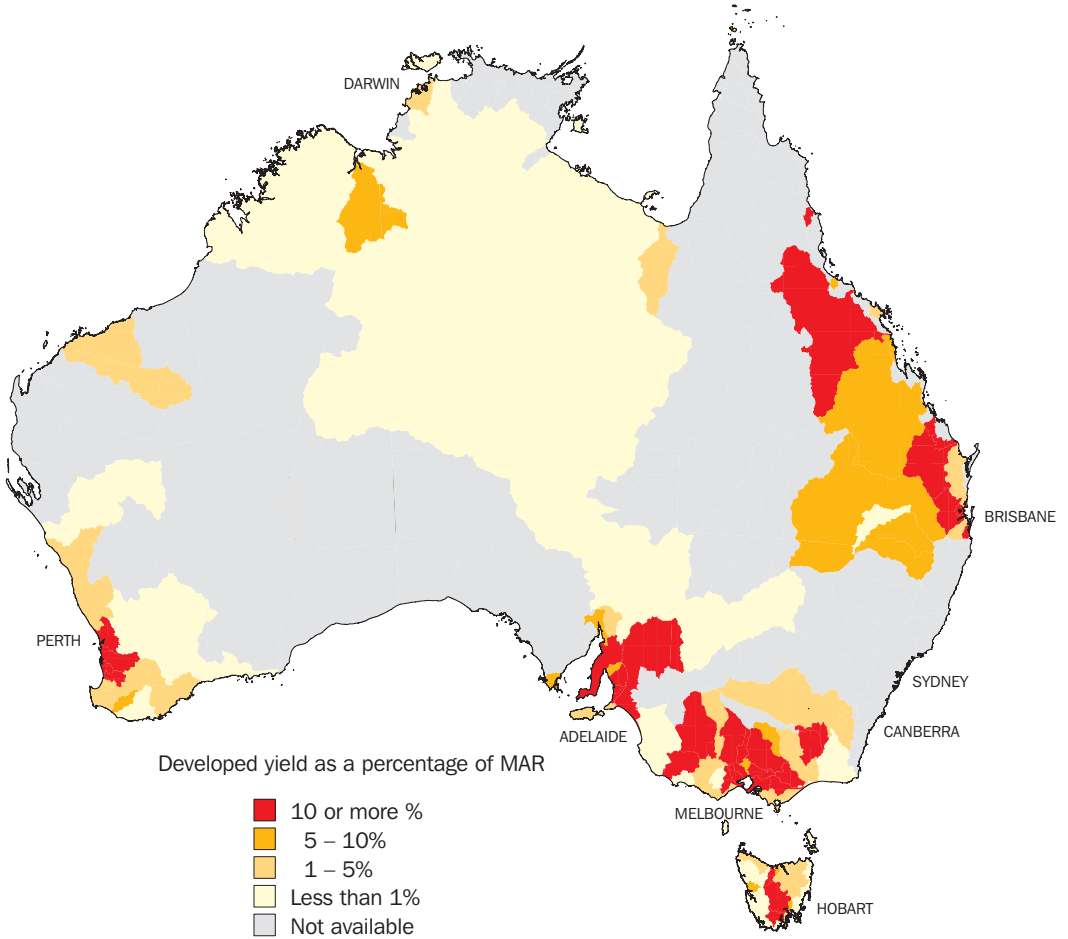 DARWIN
BRISBANE
PERTH
SYDNEY
CANBERRA
ADELAIDE
Developed yield as a percentage of MAR
10 or more %
5 – 10%
1 – 5%
Less than 1%
Not available
MELBOURNE
HOBART